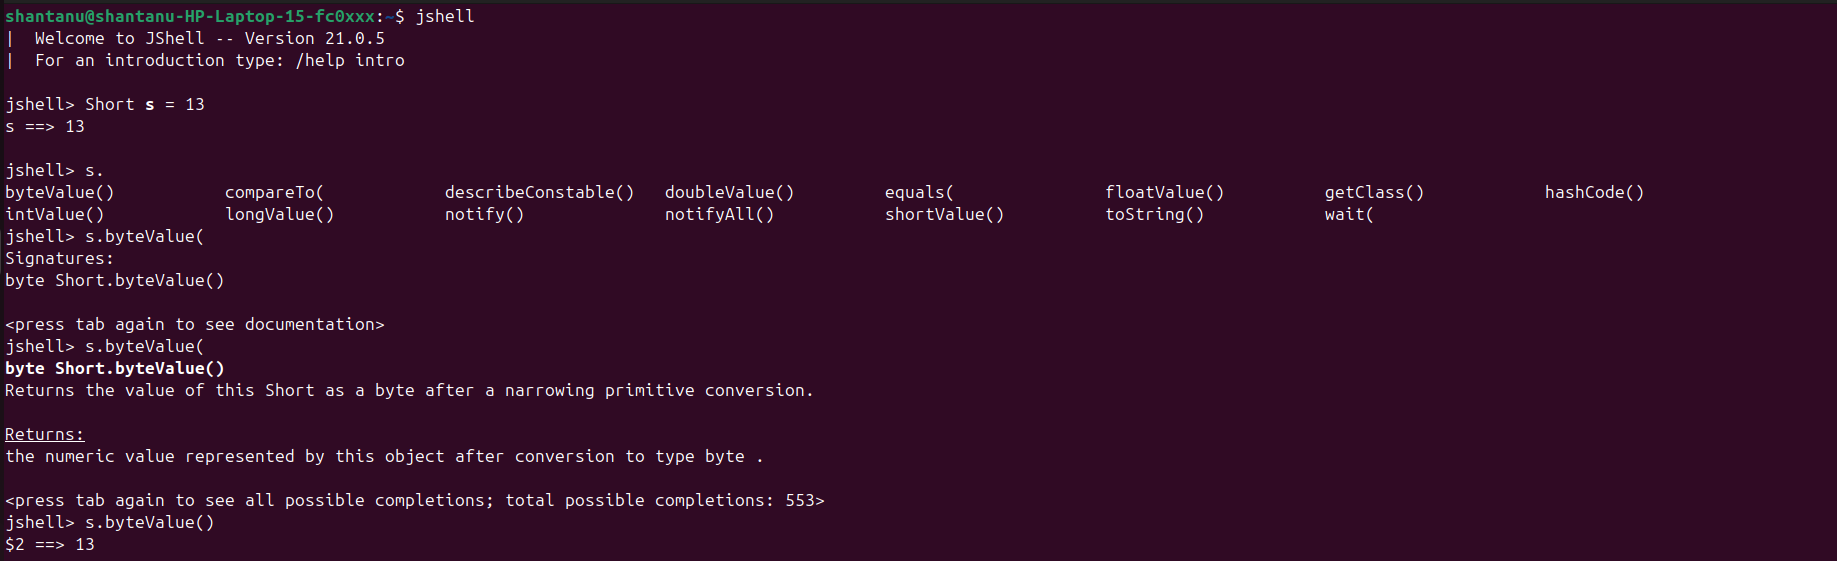 shantanu@shantanu-HP-Laptop-15-fc0xxx:~$ jshell
|  Welcome to JShell -- Version 21.0.5
|  For an introduction type: /help intro
jshell> Short s = 13
s ==> 13
jshell> s.
byteValue()           compareTo(            describeConstable()   doubleValue()         equals(               floatValue()          getClass()            hashCode()
intValue()            longValue()           notify()              notifyAll()           shortValue()          toString()            wait(
jshell> s.byteValue(
Signatures:
byte Short.byteValue()
<press tab again to see documentation>
jshell> s.byteValue(
byte Short.byteValue()
Returns the value of this Short as a byte after a narrowing primitive conversion.
Returns:
the numeric value represented by this object after conversion to type byte .
<press tab again to see all possible completions; total possible completions: 553>
jshell> s.byteValue()
$2 ==> 13